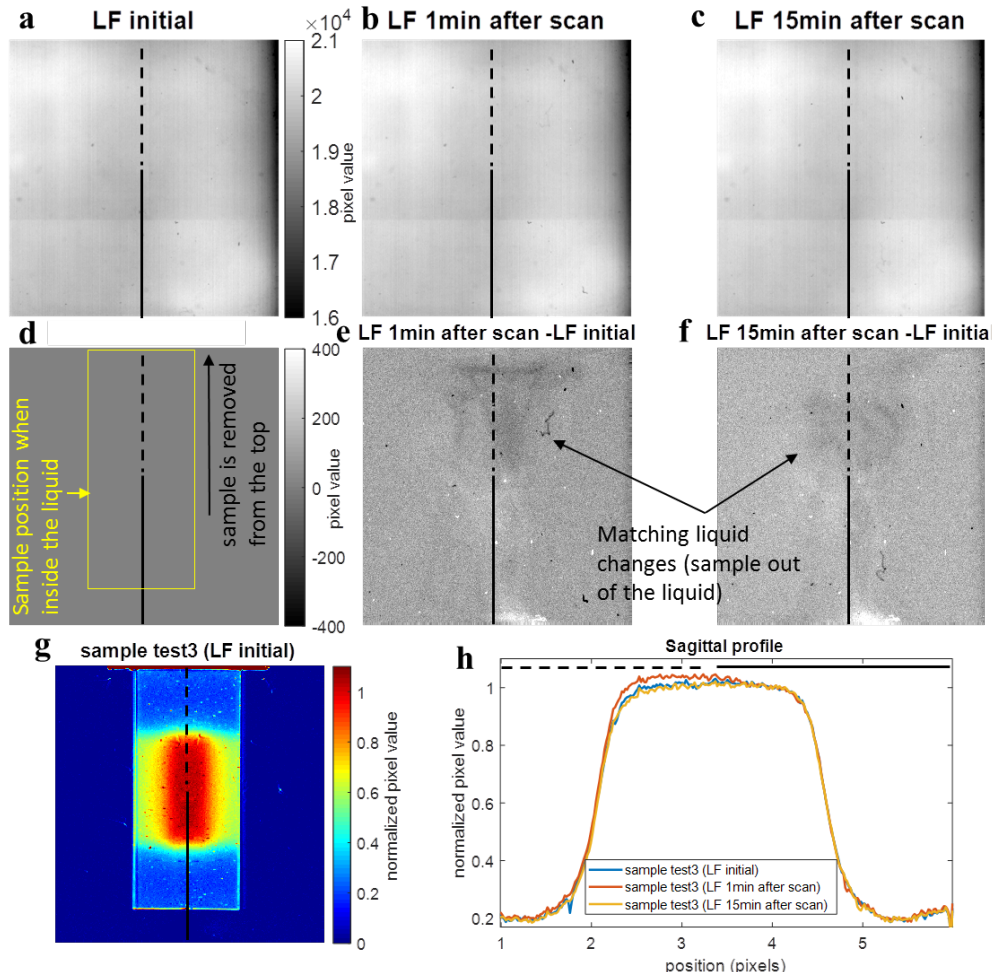 a LF initial
×10⁴
2.1
2
1.9
1.8
1.7
1.6
pixel value
b LF 1min after scan
c LF 15min after scan
d
Sample position when
inside the liquid
sample is removed
from the top
400
200
0
-200
-400
pixel value
e LF 1min after scan -LF initial
f LF 15min after scan -LF initial
Matching liquid
changes (sample out
of the liquid)
g
sample test3 (LF initial)
1
0.8
0.6
0.4
0.2
0
normalized pixel value
h
Sagittal profile
1
0.8
0.6
0.4
0.2
normalized pixel value
sample test3 (LF initial)
sample test3 (LF 1min after scan)
sample test3 (LF 15min after scan)
1 2 3 4 5
position (pixels)